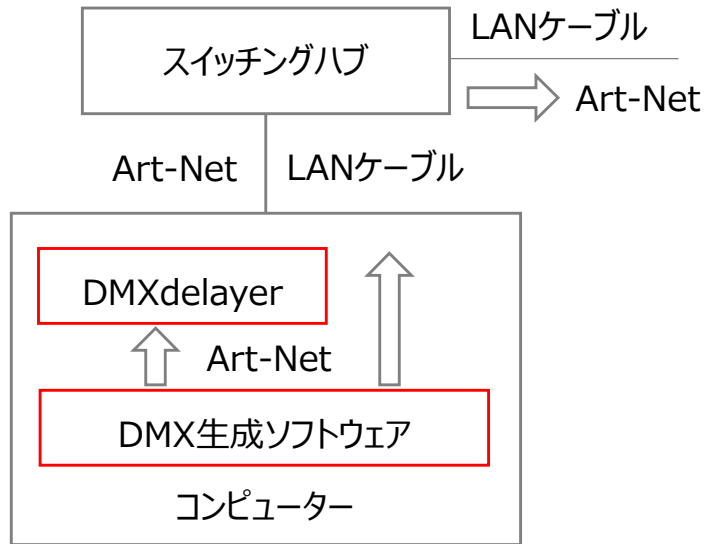 LANケーブル
スイッチングハブ
Art-Net
Art-Net
LANケーブル
DMXdelayer
Art-Net
DMX生成ソフトウェア
コンピューター